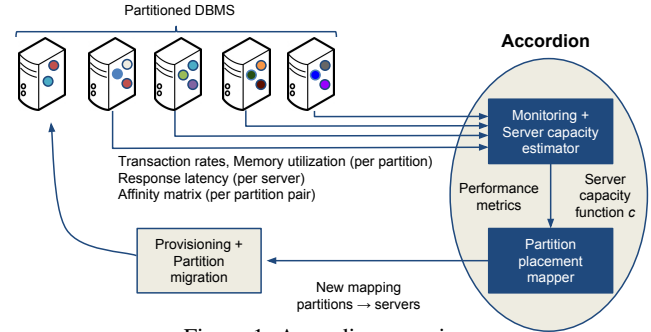 Partitioned DBMS
Accordion
Monitoring +
Server capacity
estimator
Transaction rates, Memory utilization (per partition)
Response latency (per server)
Affinity matrix (per partition pair)
Performance
metrics
Server
capacity
function c
Provisioning +
Partition
migration
Partition
placement
mapper
New mapping
partitions → servers